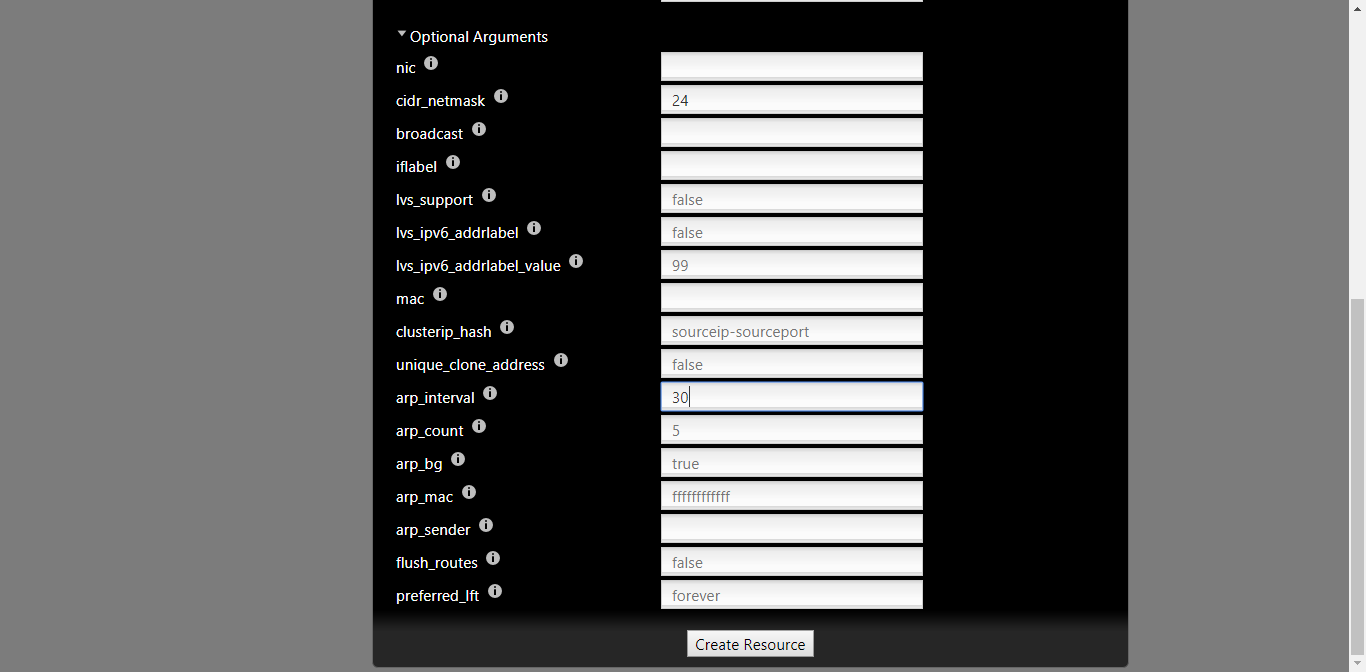 Optional Arguments
nic
cidr_netmask 24
broadcast
iflabel
lvs_support false
lvs_ipv6_addrlabel false
lvs_ipv6_addrlabel_value 99
mac
clusterip_hash sourceip-sourceport
unique_clone_address false
arp_interval 30
arp_count 5
arp_bg true
arp_mac ffffffffffff
arp_sender
flush_routes false
preferred_lft forever
Create Resource